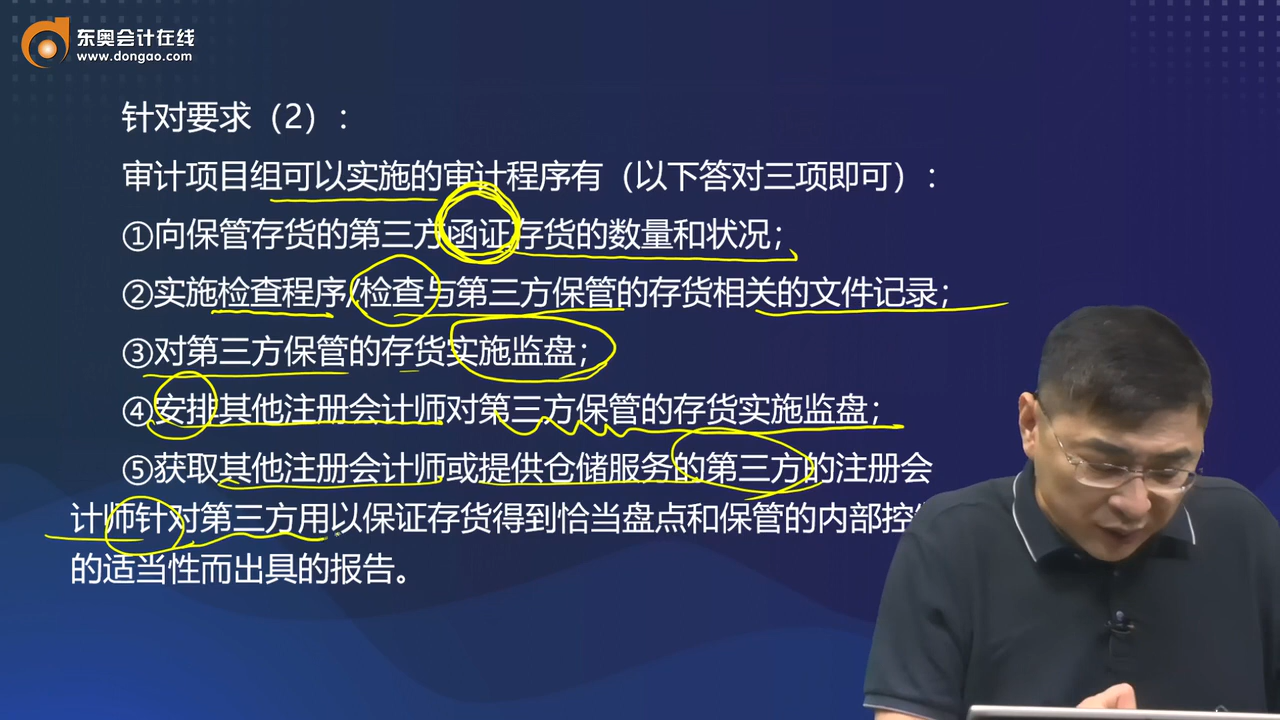 东奥会计在线
www.dongao.com
针对要求（2）：
审计项目组可以实施的审计程序有（以下答对三项即可）：
①向保管存货的第三方函证存货的数量和状况；
②实施检查程序/检查与第三方保管的存货相关的文件记录；
③对第三方保管的存货实施监盘；
④安排其他注册会计师对第三方保管的存货实施监盘；
⑤获取其他注册会计师或提供仓储服务的第三方的注册会
计师针对第三方用以保证存货得到恰当盘点和保管的内部控
的适当性而出具的报告。